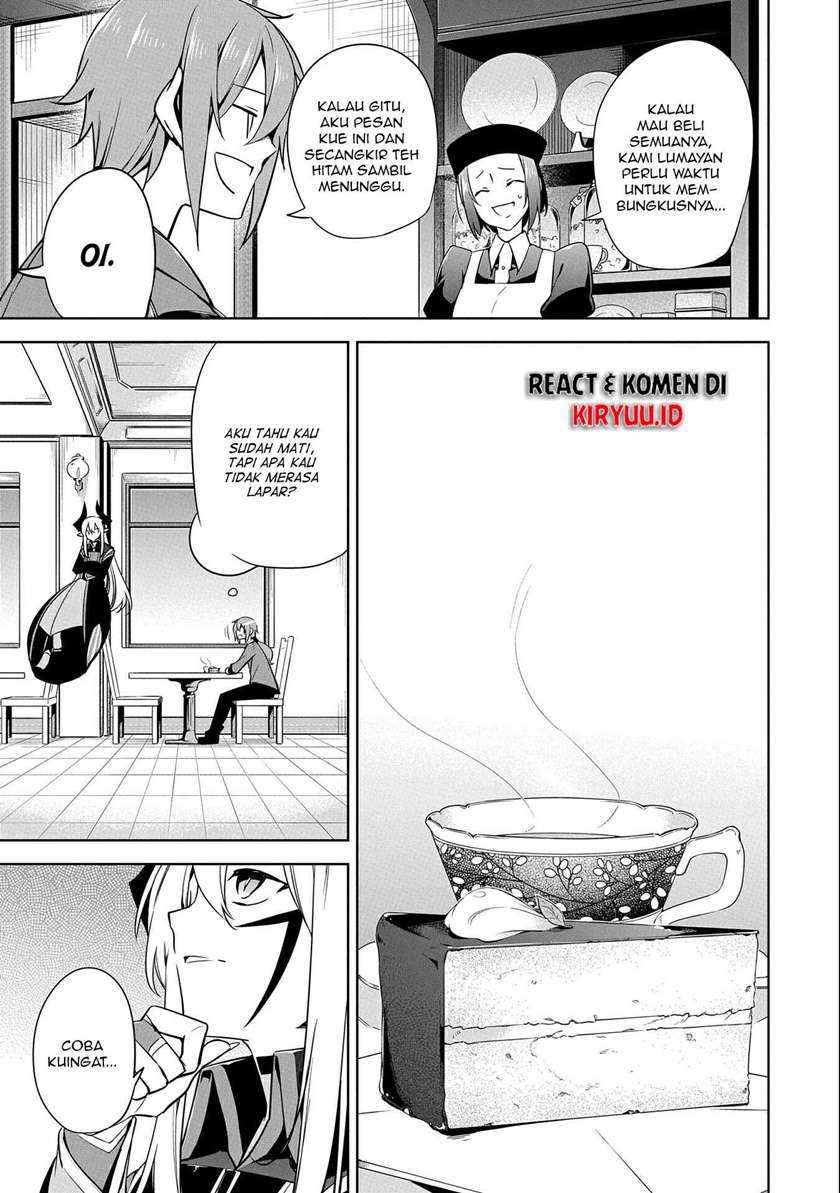 KALAU
MAU BELI
SEMUANYA,
KAMI LUMAYAN
PERLU WAKTU
UNTUK MEM-
BUNGKUSNYA...
KALAU GITU,
AKU PESAN
KUE INI DAN
SECANGKIR TEH
HITAM SAMBIL
MENUNGGU.
OI.
REACT & KOMEN DI
KIRYUU.ID
AKU TAHU KAU
SUDAH MATI,
TAPI APA KAU
TIDAK MERASA
LAPAR?
COBA
KUINGAT...